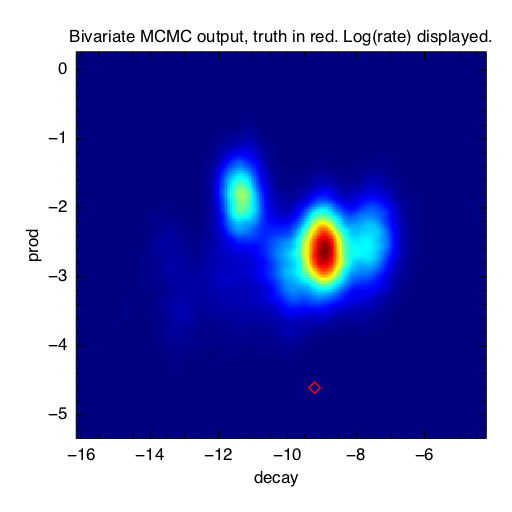 Bivariate MCMC output, truth in red. Log(rate) displayed.
0
−1
−2
−3
−4
−5
prod
−16 −14 −12 −10 −8 −6
decay